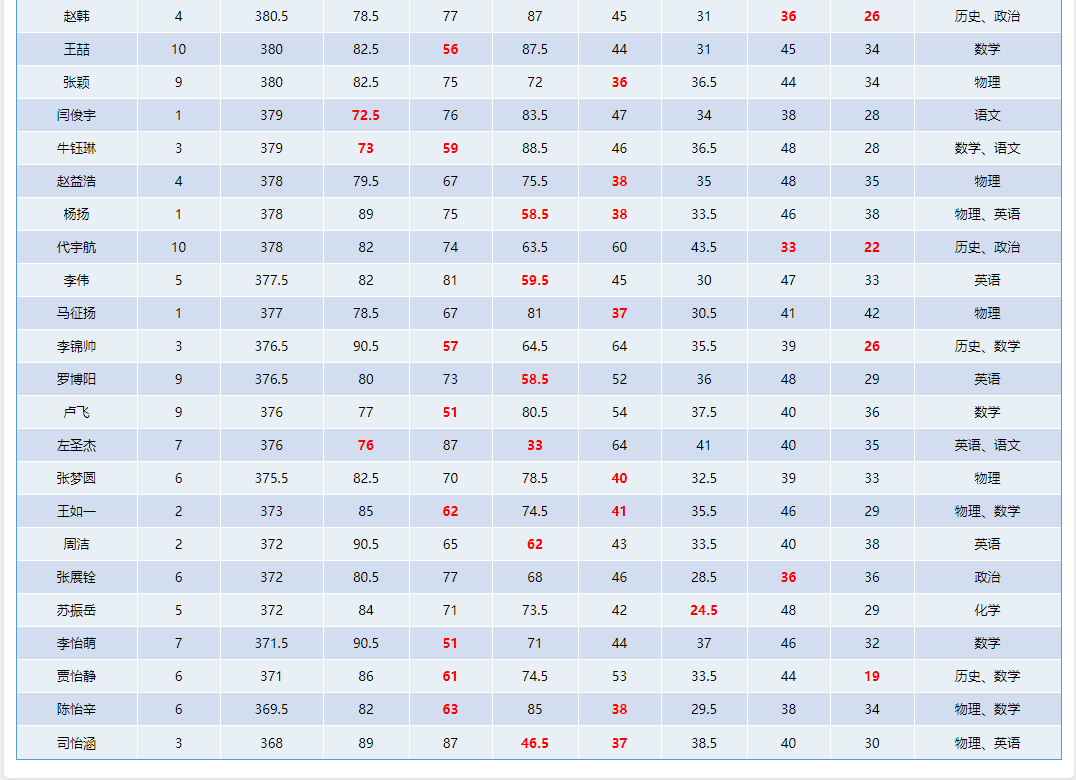 赵韩 4 380.5 78.5 77 87 45 31 36 26 历史、政治
王喆 10 380 82.5 56 87.5 44 31 45 34 数学
张颖 9 380 82.5 75 72 36 36.5 44 34 物理
闫俊宇 1 379 72.5 76 83.5 47 34 38 28 语文
牛钰琳 3 379 73 59 88.5 46 36.5 48 28 数学、语文
赵益浩 4 378 79.5 67 75.5 38 35 48 35 物理
杨扬 1 378 89 75 58.5 38 33.5 46 38 物理、英语
代宇航 10 378 82 74 63.5 60 43.5 33 22 历史、政治
李伟 5 377.5 82 81 59.5 45 30 47 33 英语
马征扬 1 377 78.5 67 81 37 30.5 41 42 物理
李锦帅 3 376.5 90.5 57 64.5 64 35.5 39 26 历史、数学
罗博阳 9 376.5 80 73 58.5 52 36 48 29 英语
卢飞 9 376 77 51 80.5 54 37.5 40 36 数学
左圣杰 7 376 76 87 33 64 41 40 35 英语、语文
张梦圆 6 375.5 82.5 70 78.5 40 32.5 39 33 物理
王如一 2 373 85 62 74.5 41 35.5 46 29 物理、数学
周洁 2 372 90.5 65 62 43 33.5 40 38 英语
张展铨 6 372 80.5 77 68 46 28.5 36 36 政治
苏振岳 5 372 84 71 73.5 42 24.5 48 29 化学
李怡萌 7 371.5 90.5 51 71 44 37 46 32 数学
贾怡静 6 371 86 61 74.5 53 33.5 44 19 历史、数学
陈怡辛 6 369.5 82 63 85 38 29.5 38 34 物理、数学
司怡涵 3 368 89 87 46.5 37 38.5 40 30 物理、英语